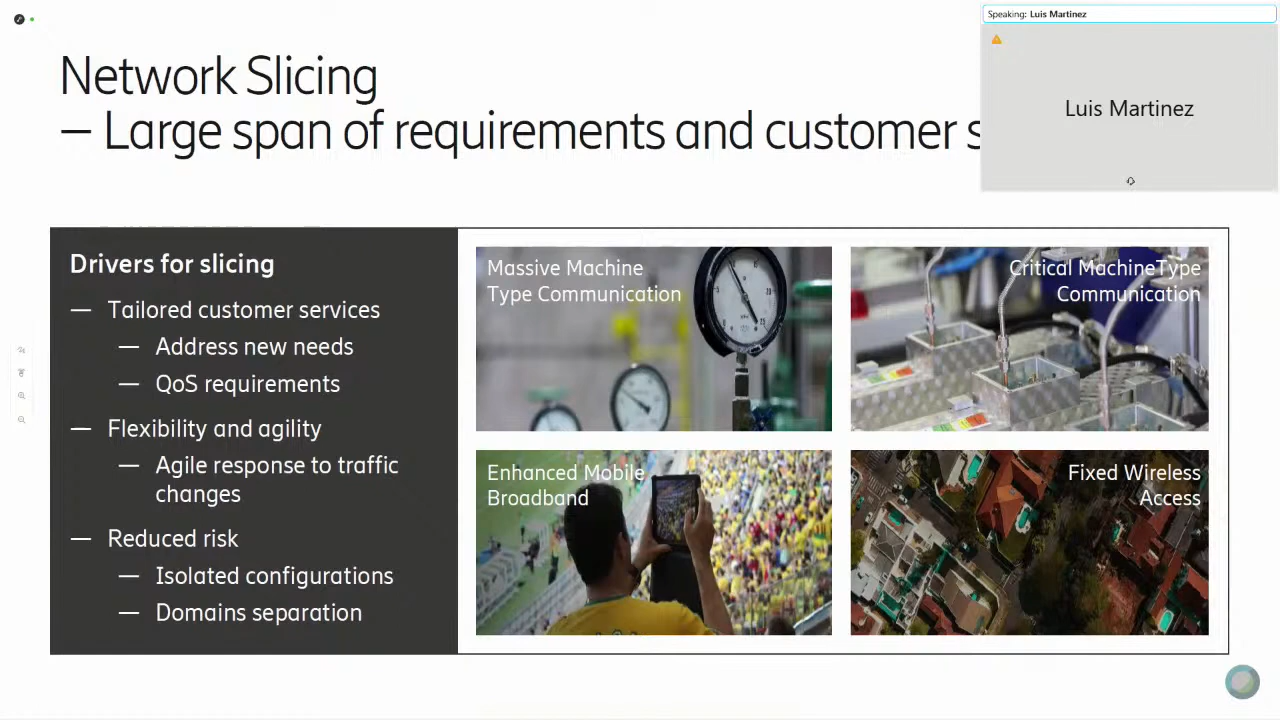 Speaking: Luis Martinez
Luis Martinez
Network Slicing
– Large span of requirements and customer
Drivers for slicing
— Tailored customer services
— Address new needs
— QoS requirements
— Flexibility and agility
— Agile response to traffic
changes
— Reduced risk
— Isolated configurations
— Domains separation
Massive Machine
Type Communication
Critical MachineType
Communication
Enhanced Mobile
Broadband
Fixed Wireless
Access